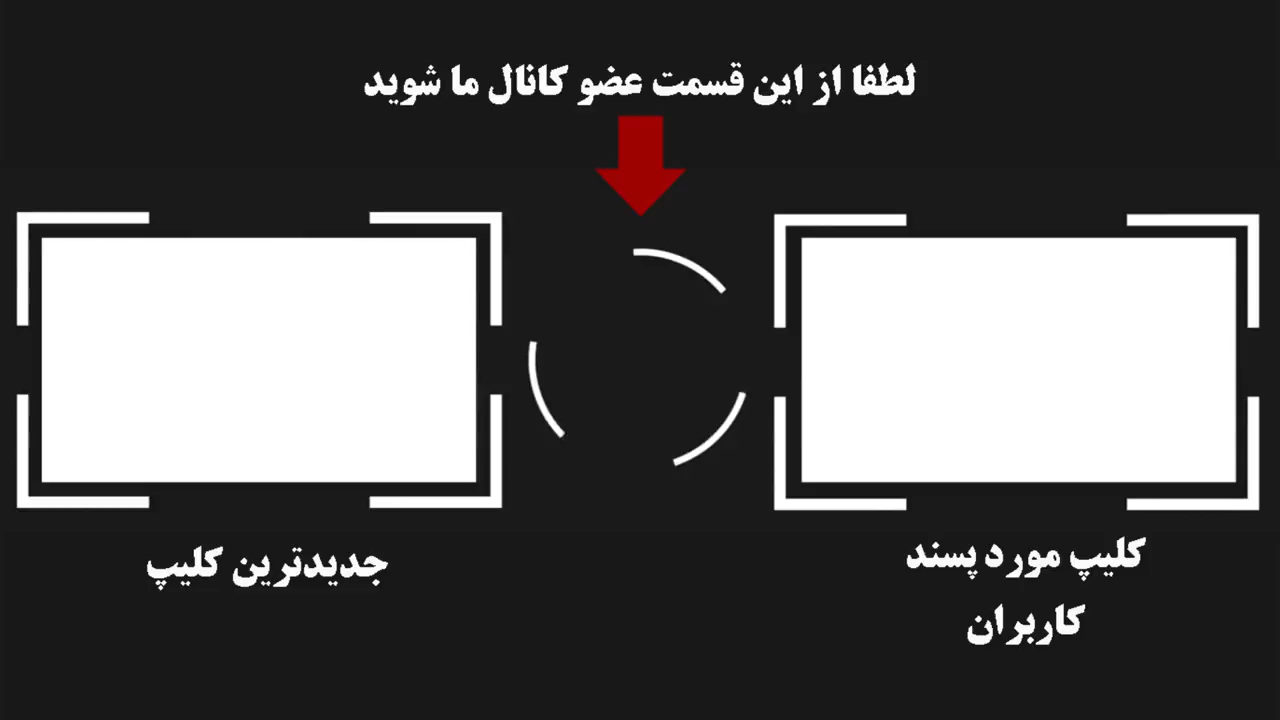 لطفا از این قسمت عضو کانال ما شوید
کلیپ مورد پسند
کاربران
جدیدترین کلیپ